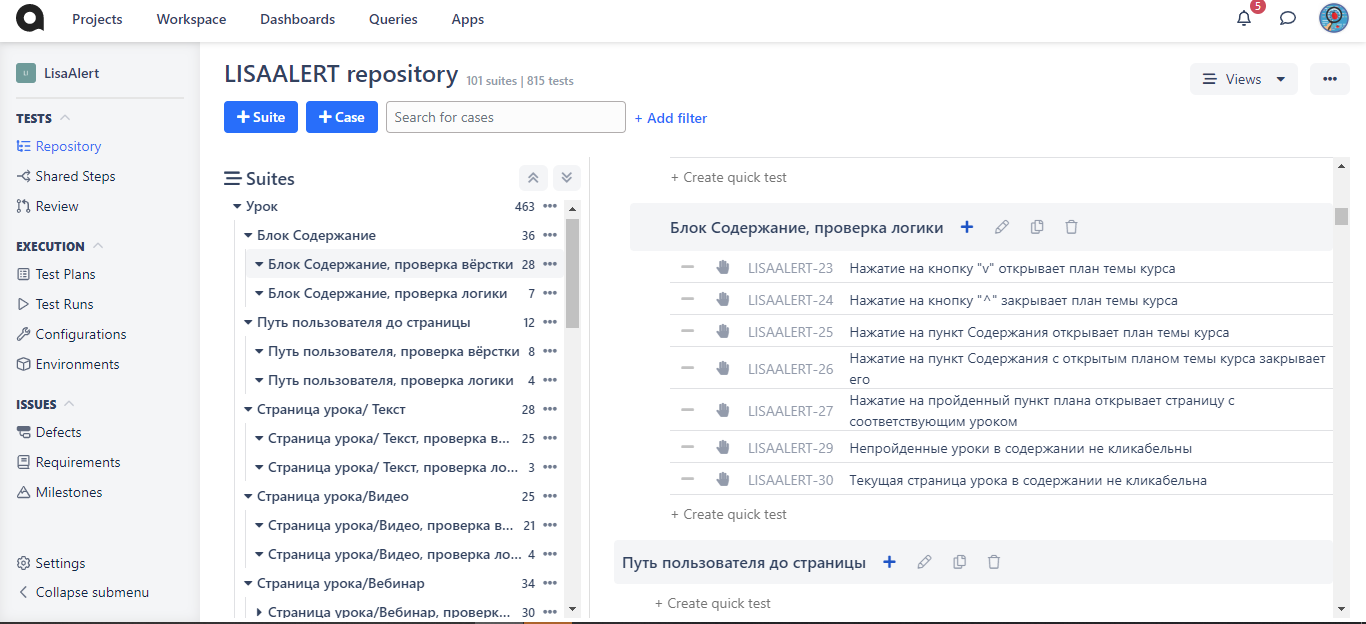 Projects Workspace Dashboards Queries Apps 5
LisaAlert
TESTS
Repository
Shared Steps
Review
EXECUTION
Test Plans
Test Runs
Configurations
Environments
ISSUES
Defects
Requirements
Milestones
Settings
Collapse submenu
LISAALERT repository 101 suites | 815 tests
Views
+ Suite + Case Search for cases + Add filter
Suites
Урок 463
Блок Содержание 36
Блок Содержание, проверка вёрстки 28
Блок Содержание, проверка логики 7
Путь пользователя до страницы 12
Путь пользователя, проверка вёрстки 8
Путь пользователя, проверка логики 4
Страница урока/ Текст 28
Страница урока/ Текст, проверка в... 25
Страница урока/ Текст, проверка ло... 3
Страница урока/Видео 25
Страница урока/Видео, проверка в... 21
Страница урока/Видео, проверка ло... 4
Страница урока/Вебинар 34
Страница урока/Вебинар, проверк... 30
+ Create quick test
Блок Содержание, проверка логики
LISAALERT-23 Нажатие на кнопку "v" открывает план темы курса
LISAALERT-24 Нажатие на кнопку "^" закрывает план темы курса
LISAALERT-25 Нажатие на пункт Содержания открывает план темы курса
LISAALERT-26 Нажатие на пункт Содержания с открытым планом темы курса закрывает
его
LISAALERT-27 Нажатие на пройденный пункт плана открывает страницу с
соответствующим уроком
LISAALERT-29 Непройденные уроки в содержании не кликабельны
LISAALERT-30 Текущая страница урока в содержании не кликабельна
+ Create quick test
Путь пользователя до страницы
+ Create quick test